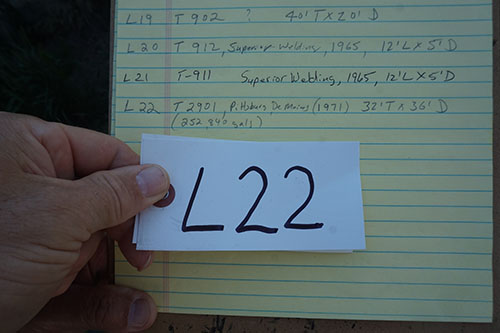 L19 T 902 ? 40'T X 20' D
L20 T 912, Superior Welding, 1965, 12'L X 5'D
L21 T-911 Superior Welding, 1965, 12'L X 5'D
L22 T 2901, Pittsburg, Des Moines (1971) 32'T X 36' D
(252,840 gals)
L22